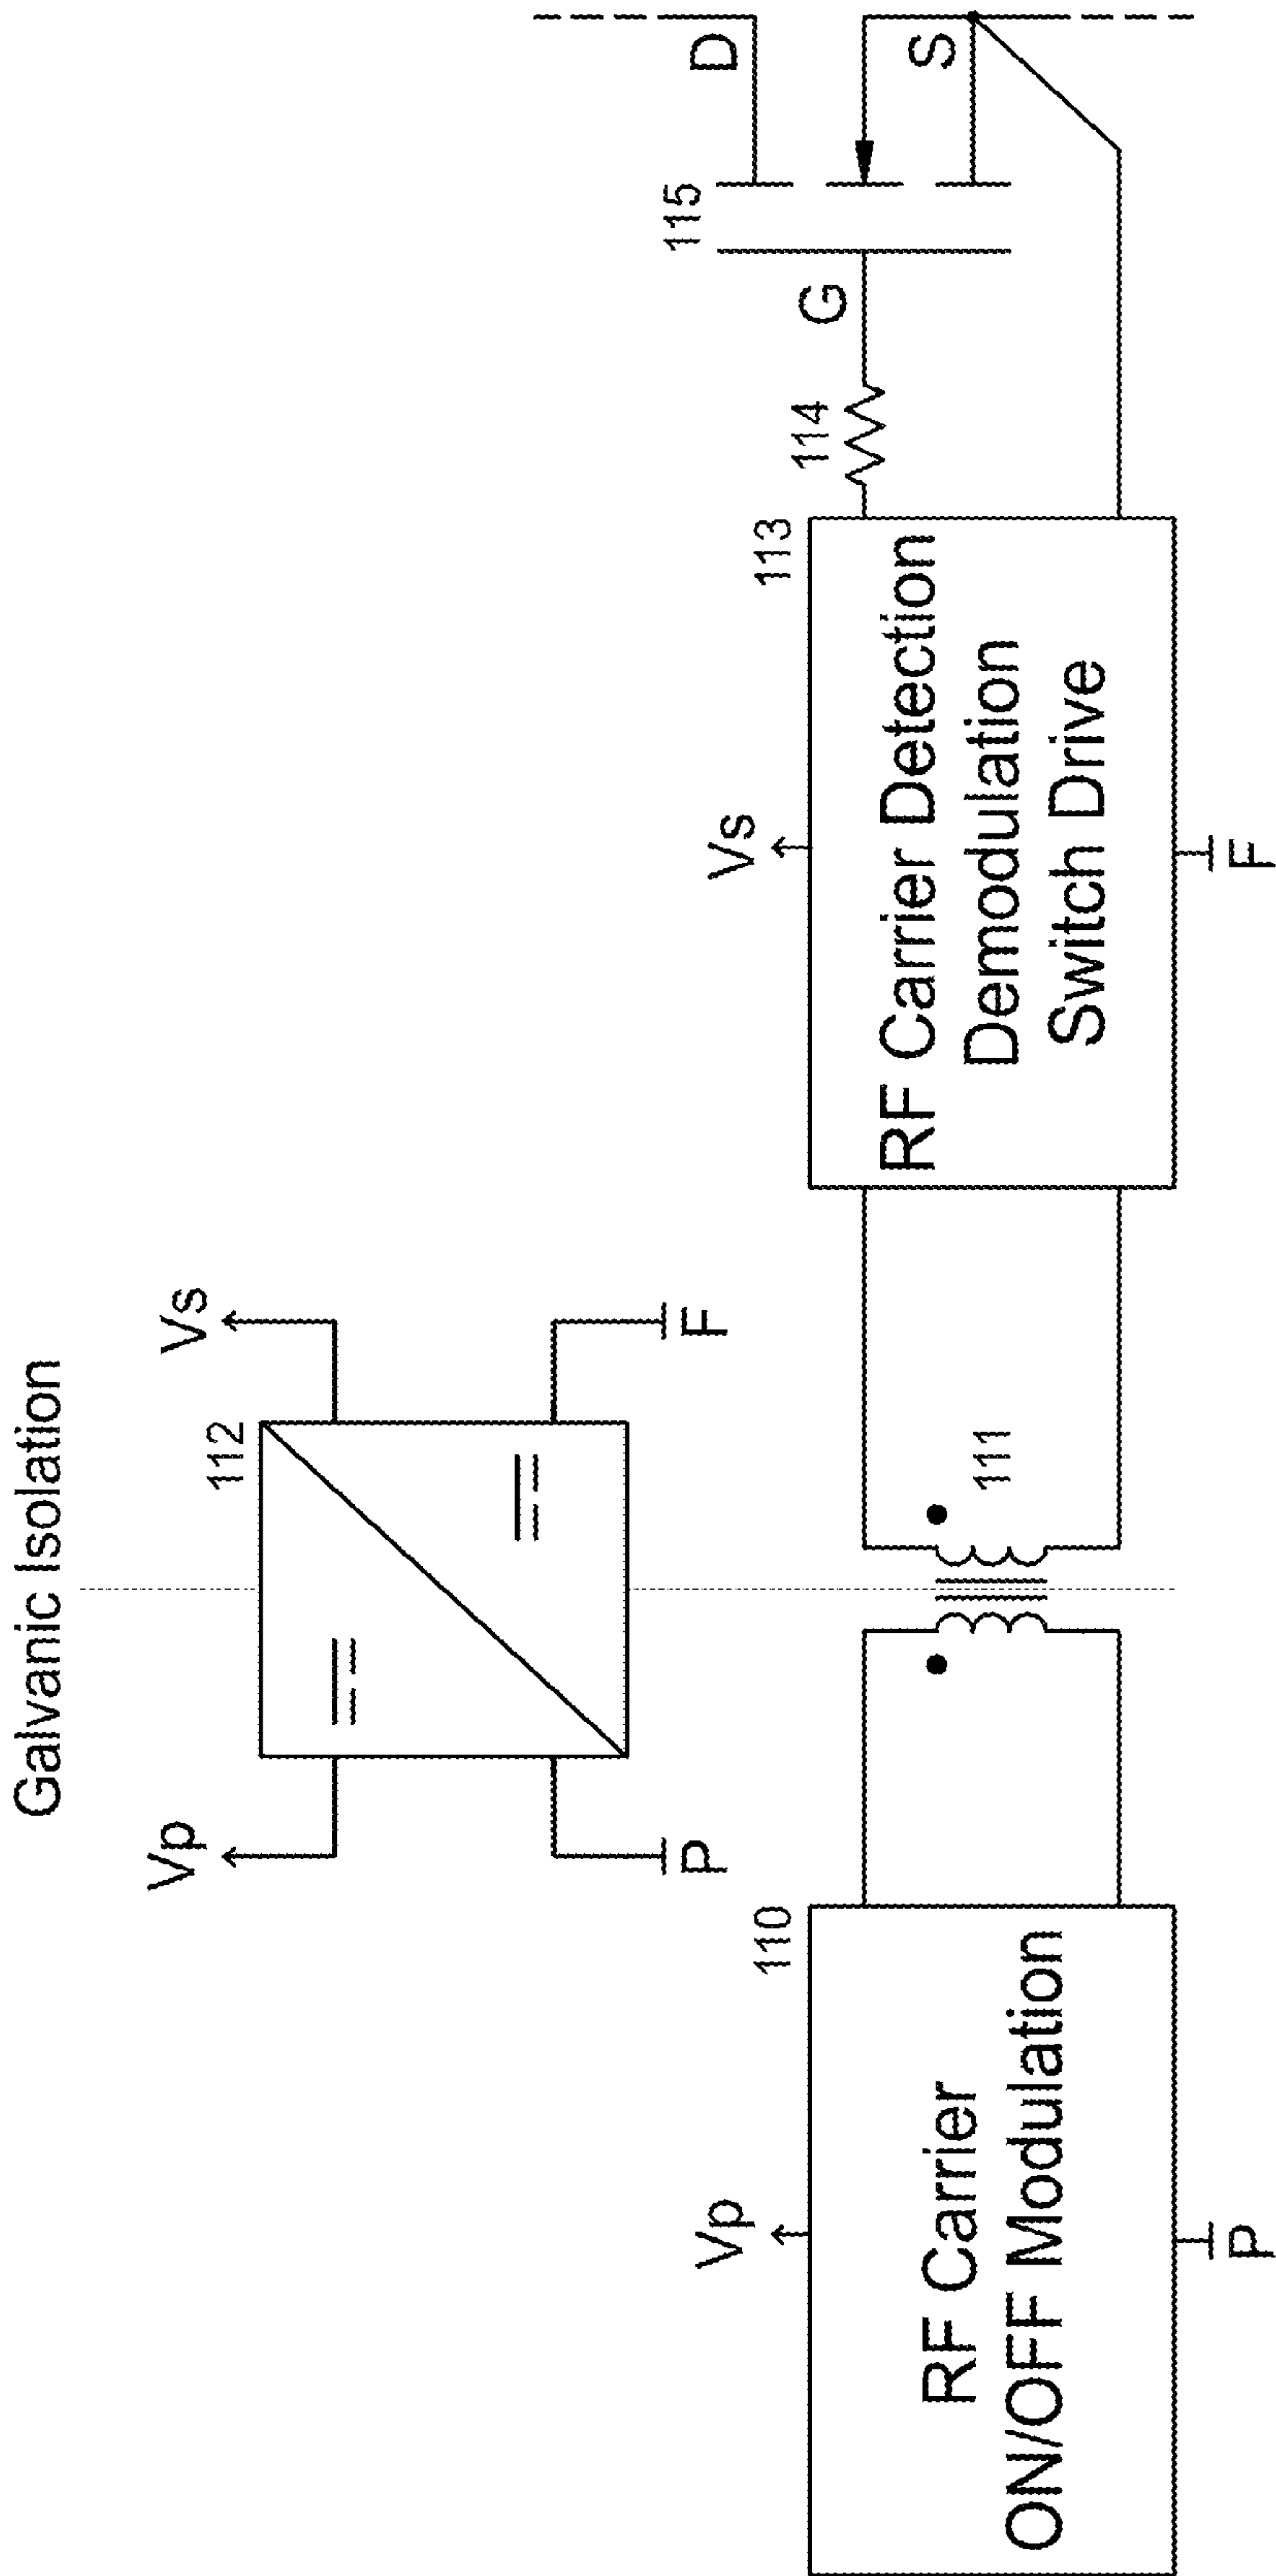 Galvanic Isolation
Vp
112
Vs
P
F
110
Vp
RF Carrier
ON/OFF Modulation
P
111
113
Vs
RF Carrier Detection
Demodulation
Switch Drive
F
114
G
115
D
S